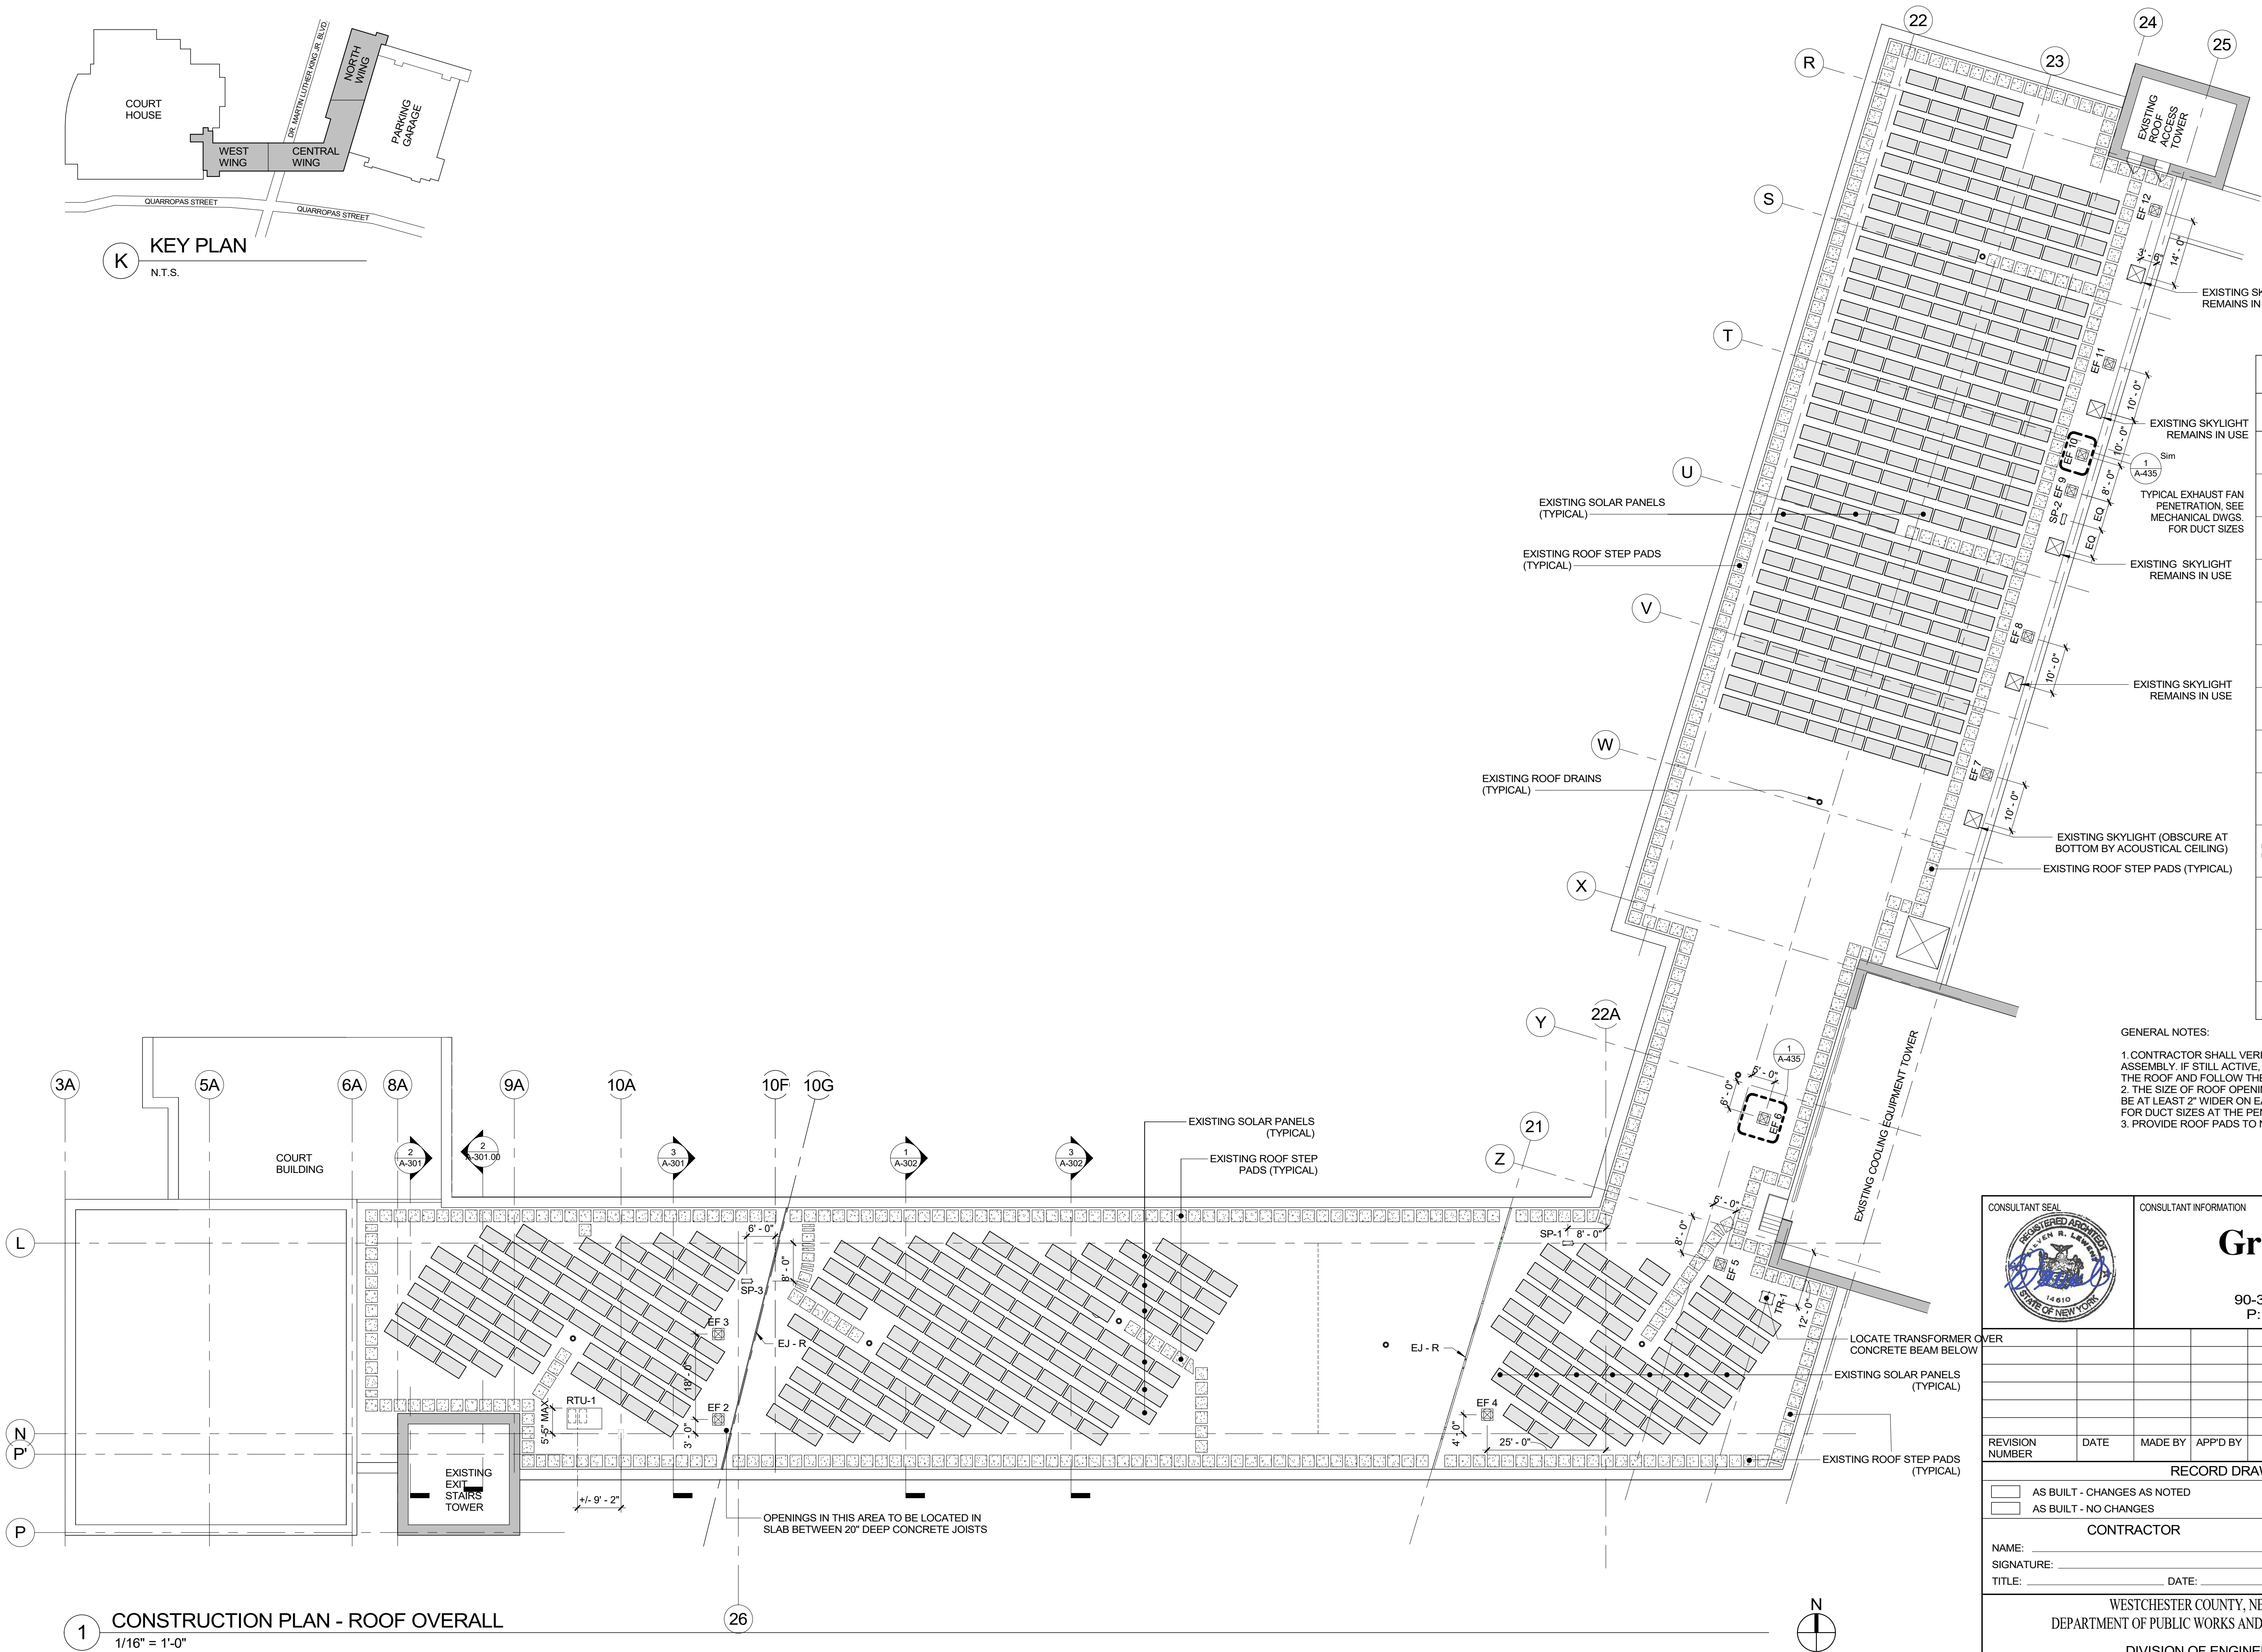 COURT
HOUSE
DR. MARTIN LUTHER KING JR. BLVD.
NORTH
WING
PARKING
GARAGE
WEST
WING
CENTRAL
WING
QUARROPAS STREET
QUARROPAS STREET
K
KEY PLAN
N.T.S.
22
23
24
25
R
S
T
U
V
W
X
Y
Z
EXISTING
ROOF
ACCESS
TOWER
EF 12
14' - 0"
EXISTING SK
REMAINS IN
EF 11
10' - 0"
EXISTING SKYLIGHT
REMAINS IN USE
10' - 0"
EF 10
1
A-435
Sim
8' - 0"
EF 9
SP-2
EQ
EQ
TYPICAL EXHAUST FAN
PENETRATION, SEE
MECHANICAL DWGS.
FOR DUCT SIZES
EXISTING SOLAR PANELS
(TYPICAL)
EXISTING ROOF STEP PADS
(TYPICAL)
EXISTING SKYLIGHT
REMAINS IN USE
EF 8
10' - 0"
EXISTING SKYLIGHT
REMAINS IN USE
EXISTING ROOF DRAINS
(TYPICAL)
EF 7
10' - 0"
EXISTING SKYLIGHT (OBSCURE AT
BOTTOM BY ACOUSTICAL CEILING)
EXISTING ROOF STEP PADS (TYPICAL)
GENERAL NOTES:
1. CONTRACTOR SHALL VERI
ASSEMBLY. IF STILL ACTIVE,
THE ROOF AND FOLLOW THE
2. THE SIZE OF ROOF OPENI
BE AT LEAST 2" WIDER ON EA
FOR DUCT SIZES AT THE PE
3. PROVIDE ROOF PADS TO
22A
21
1
A-435
6' - 0"
EF 6
EXISTING COOLING EQUIPMENT TOWER
3A
5A
6A
8A
9A
10A
10F
10G
COURT
BUILDING
2
A-301
2
A-301.00
3
A-301
1
A-302
3
A-302
EXISTING SOLAR PANELS
(TYPICAL)
EXISTING ROOF STEP
PADS (TYPICAL)
L
N
P'
P
6' - 0"
8' - 0"
SP-3
EF 3
18' - 0"
EJ - R
RTU-1
5'-5" MAX
EF 2
3' - 0"
EXISTING
EXIT
STAIRS
TOWER
+/- 9' - 2"
OPENINGS IN THIS AREA TO BE LOCATED IN
SLAB BETWEEN 20" DEEP CONCRETE JOISTS
SP-1
8' - 0"
8' - 0"
5' - 0"
EF 5
TR-1
12' - 0"
EJ - R
EF 4
4' - 0"
25' - 0"
LOCATE TRANSFORMER OVER
CONCRETE BEAM BELOW
EXISTING SOLAR PANELS
(TYPICAL)
EXISTING ROOF STEP PADS
(TYPICAL)
26
1
CONSTRUCTION PLAN - ROOF OVERALL
1/16" = 1'-0"
N
CONSULTANT SEAL
REGISTERED ARCHITECT
STEVEN R. LEWENT
14610
STATE OF NEW YORK
CONSULTANT INFORMATION
Gr
90-3
P:
REVISION
NUMBER
DATE
MADE BY
APP'D BY
RECORD DRA
AS BUILT - CHANGES AS NOTED
AS BUILT - NO CHANGES
CONTRACTOR
NAME:
SIGNATURE:
TITLE:
DATE:
WESTCHESTER COUNTY, NE
DEPARTMENT OF PUBLIC WORKS AND
DIVISION OF ENGINE